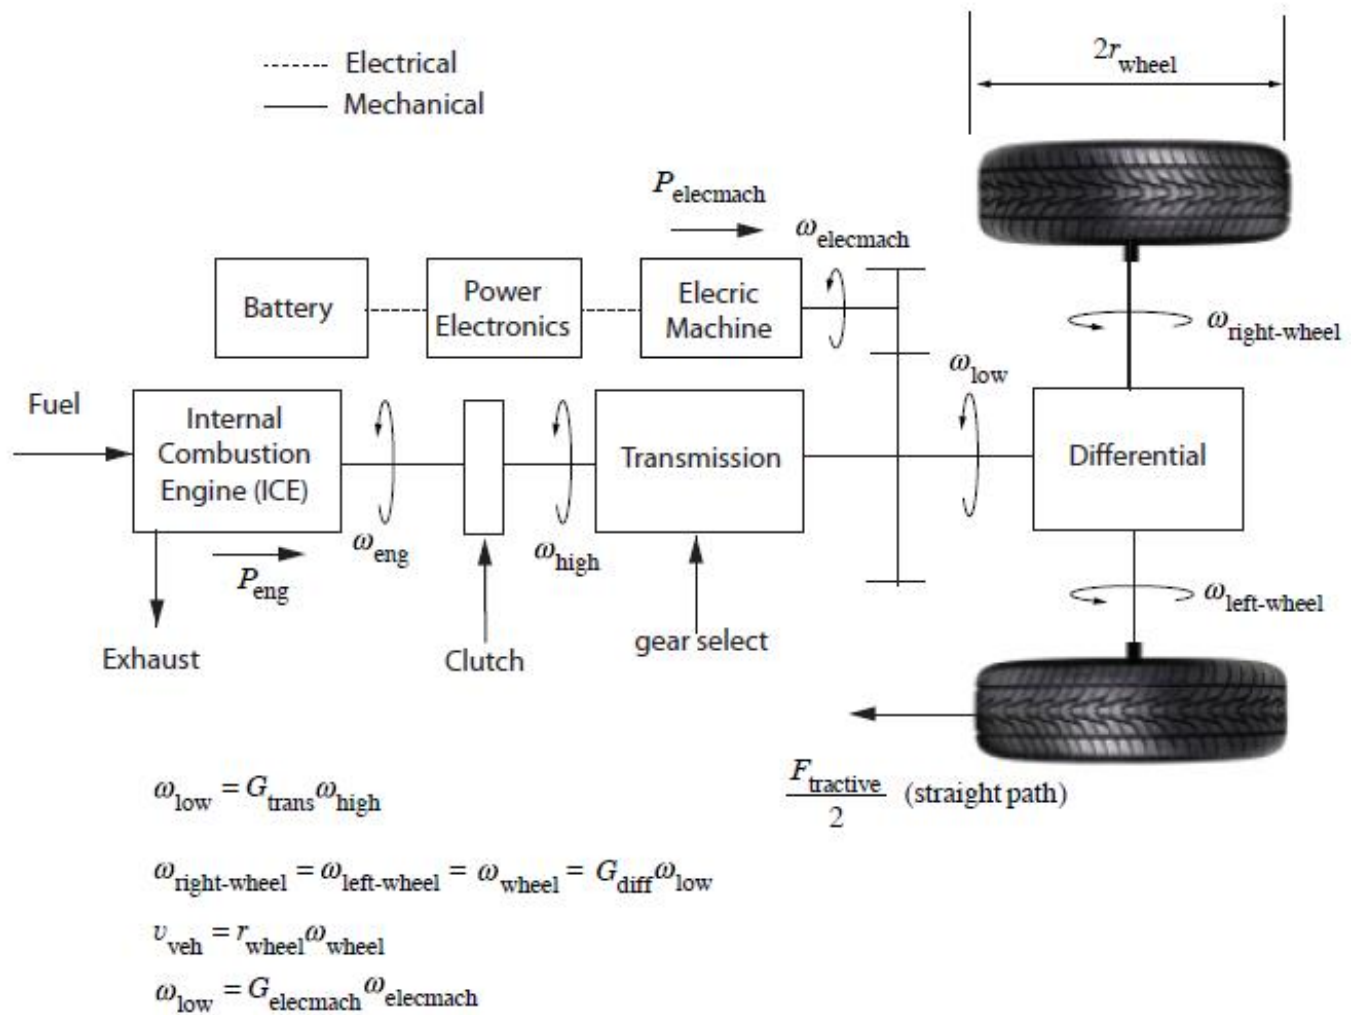 Electrical
Mechanical
2r_wheel
P_elecmach
ω_elecmach
Battery
Power
Electronics
Elecric
Machine
ω_right-wheel
ω_low
Fuel
Internal
Combustion
Engine (ICE)
Transmission
Differential
ω_eng
ω_high
P_eng
ω_left-wheel
Exhaust
Clutch
gear select
F_tractive
2
(straight path)
ω_low = G_trans ω_high
ω_right-wheel = ω_left-wheel = ω_wheel = G_diff ω_low
v_veh = r_wheel ω_wheel
ω_low = G_elecmach ω_elecmach